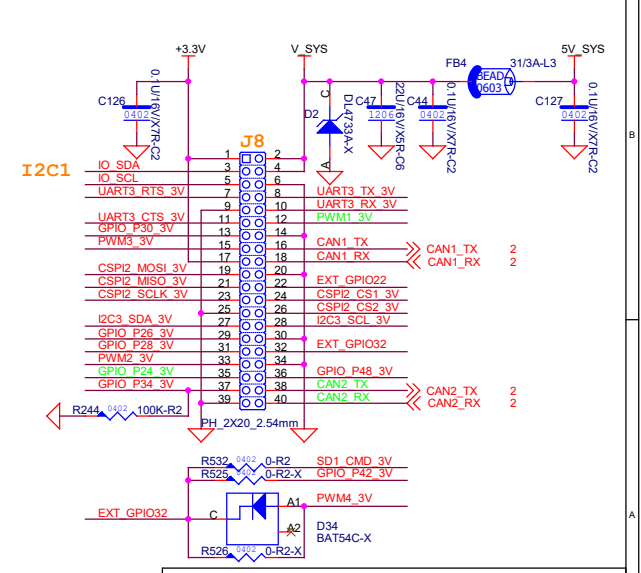 +3.3V
V_SYS
FB4
31/3A-L3
5V_SYS
BEAD
0603
C126
0402
0.1U/16V/X7R-C2
D2
C
A
DL4733A-X
C47
1206
22U/16V/X5R-C6
C44
0402
0.1U/16V/X7R-C2
C127
0402
0.1U/16V/X7R-C2
B
J8
I2C1
1 2
IO_SDA 3 4
IO_SCL 5 6
UART3_RTS_3V 7 8 UART3_TX_3V
9 10 UART3_RX_3V
UART3_CTS_3V 11 12 PWM1_3V
GPIO_P30_3V 13 14
PWM3_3V 15 16 CAN1_TX CAN1_TX 2
17 18 CAN1_RX CAN1_RX 2
CSPI2_MOSI_3V 19 20
CSPI2_MISO_3V 21 22 EXT_GPIO22
CSPI2_SCLK_3V 23 24 CSPI2_CS1_3V
25 26 CSPI2_CS2_3V
I2C3_SDA_3V 27 28 I2C3_SCL_3V
GPIO_P26_3V 29 30
GPIO_P28_3V 31 32 EXT_GPIO32
PWM2_3V 33 34
GPIO_P24_3V 35 36 GPIO_P48_3V
GPIO_P34_3V 37 38 CAN2_TX CAN2_TX 2
39 40 CAN2_RX CAN2_RX 2
R244 0402 100K-R2
PH_2X20_2.54mm
R532 0402 0-R2 SD1_CMD_3V
R525 0402 0-R2-X GPIO_P42_3V
EXT_GPIO32
C
A1
PWM4_3V
A2
D34
BAT54C-X
A
R526 0402 0-R2-X